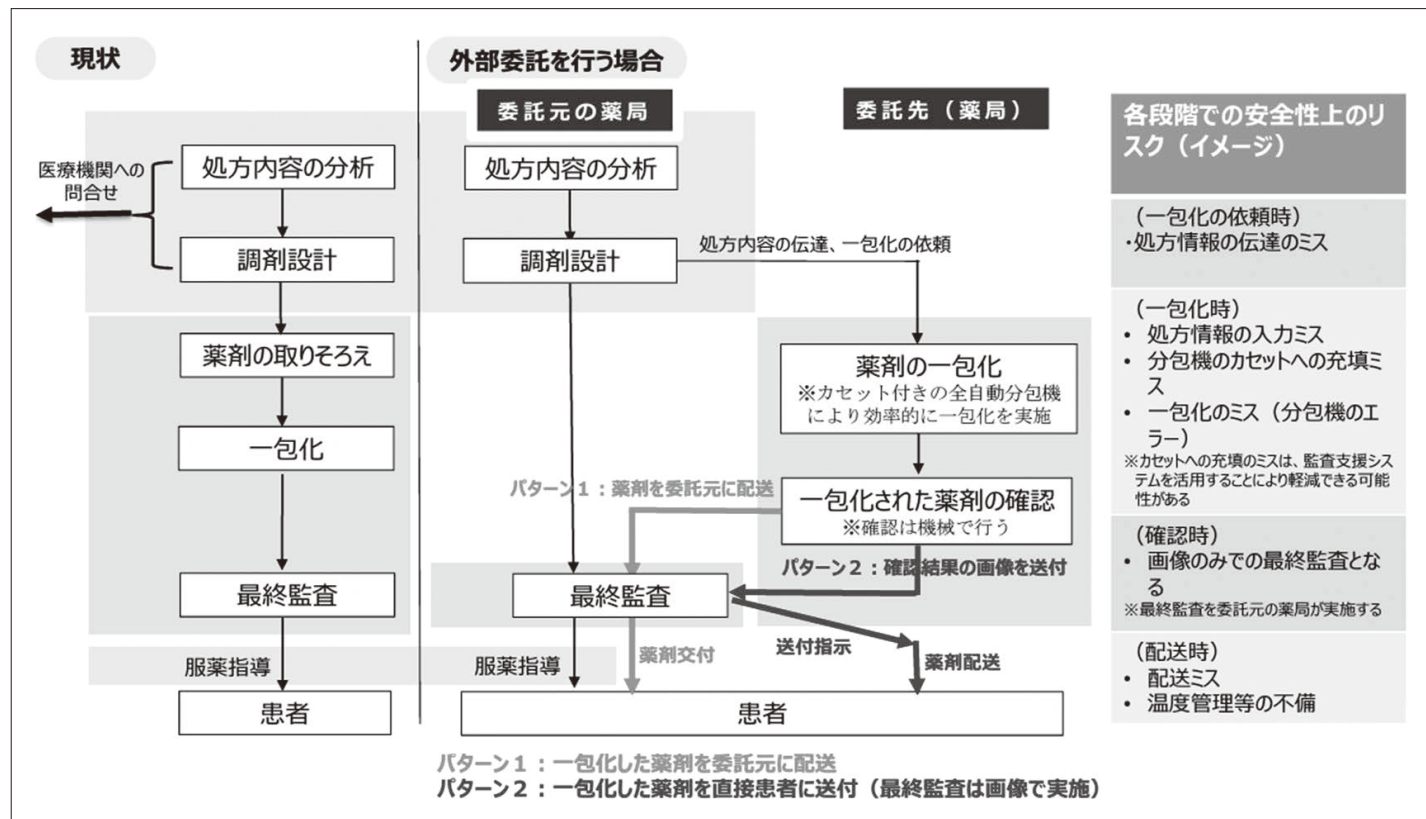 現状
医療機関への
問合せ
処方内容の分析
調剤設計
薬剤の取りそろえ
一包化
最終監査
服薬指導
患者
外部委託を行う場合
委託元の薬局
委託先（薬局）
処方内容の分析
調剤設計
処方内容の伝達、一包化の依頼
薬剤の一包化
※カセット付きの全自動分包機
により効率的に一包化を実施
パターン１：薬剤を委託元に配送
一包化された薬剤の確認
※確認は機械で行う
パターン２：確認結果の画像を送付
最終監査
送付指示
服薬指導
薬剤交付
薬剤配送
患者
パターン１：一包化した薬剤を委託元に配送
パターン２：一包化した薬剤を直接患者に送付（最終監査は画像で実施）
各段階での安全性上のリ
スク（イメージ）
（一包化の依頼時）
・処方情報の伝達のミス
（一包化時）
• 処方情報の入力ミス
• 分包機のカセットへの充填ミ
ス
• 一包化のミス（分包機のエ
ラー）
※カセットへの充填のミスは、監査支援シス
テムを活用することにより軽減できる可能
性がある
（確認時）
• 画像のみでの最終監査とな
る
※最終監査を委託元の薬局が実施する
（配送時）
• 配送ミス
• 温度管理等の不備